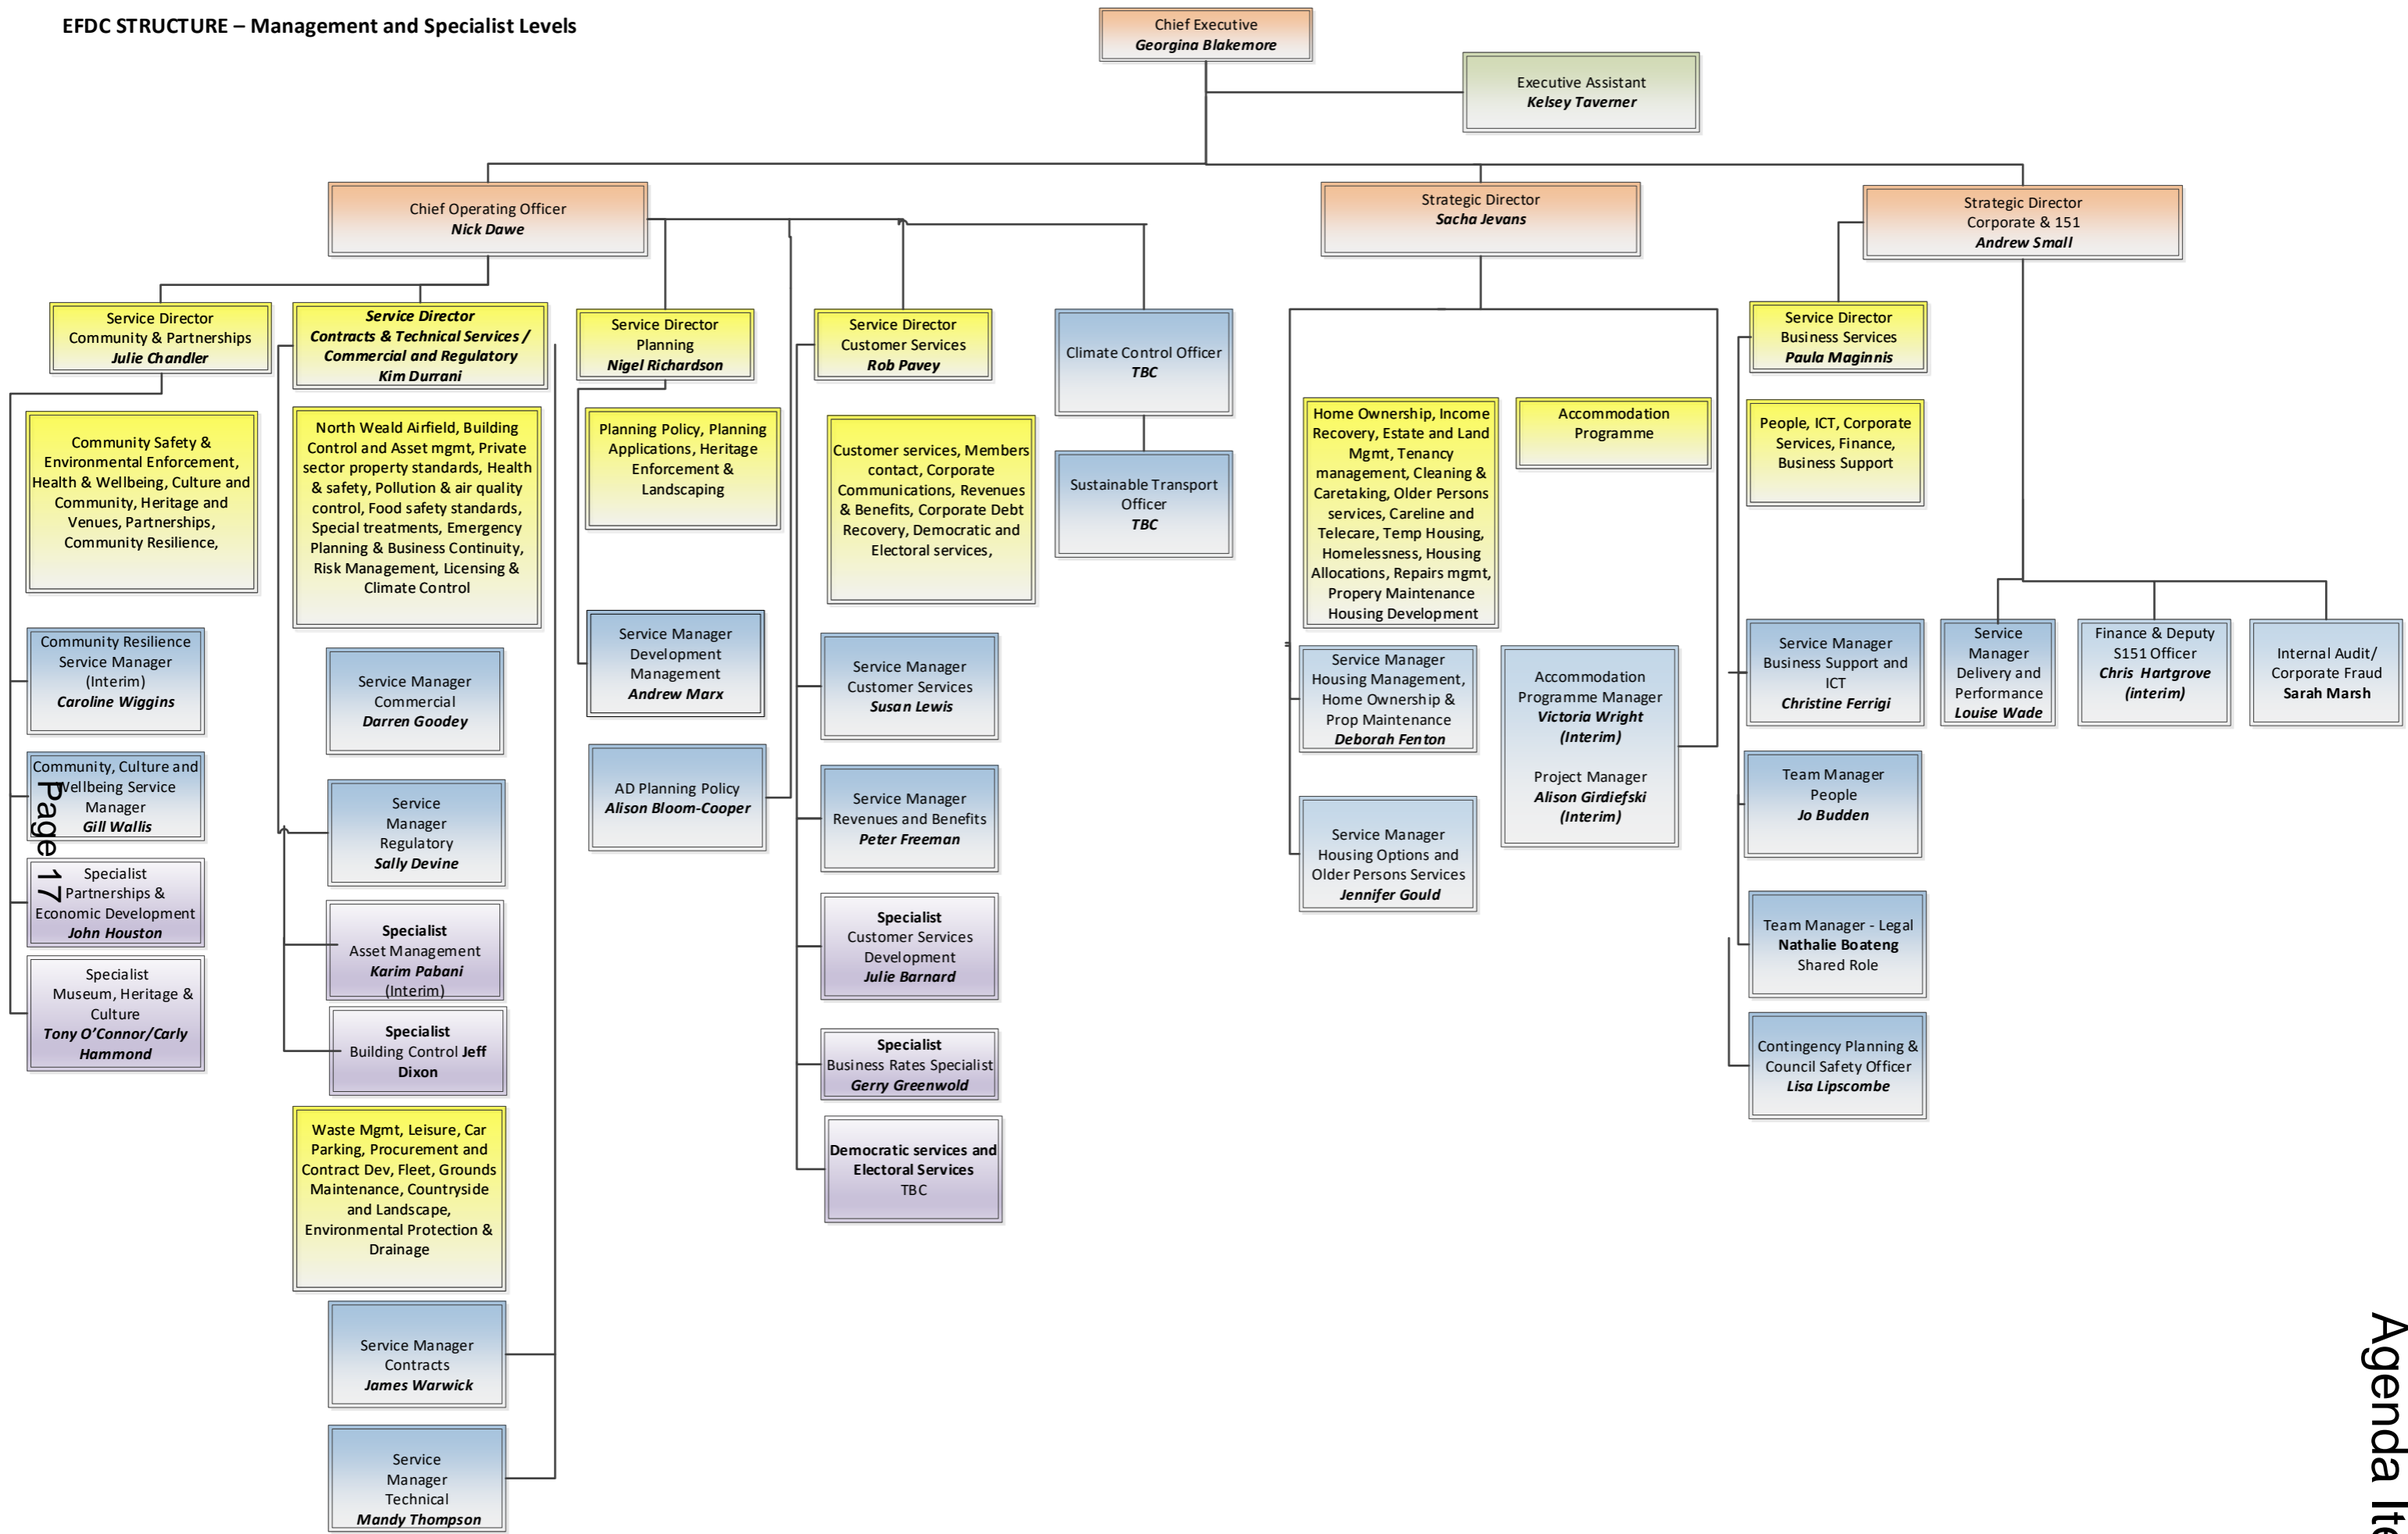 EFDC STRUCTURE – Management and Specialist Levels
Chief Executive
Georgina Blakemore
Executive Assistant
Kelsey Taverner
Chief Operating Officer
Nick Dawe
Strategic Director
Sacha Jevans
Strategic Director
Corporate & 151
Andrew Small
Service Director
Community & Partnerships
Julie Chandler
Community Safety &
Environmental Enforcement,
Health & Wellbeing, Culture and
Community, Heritage and
Venues, Partnerships,
Community Resilience,
Community Resilience
Service Manager
(Interim)
Caroline Wiggins
Community, Culture and
Wellbeing Service
Manager
Gill Wallis
Specialist
Partnerships &
Economic Development
John Houston
Specialist
Museum, Heritage &
Culture
Tony O’Connor/Carly
Hammond
Page 17
Service Director
Contracts & Technical Services /
Commercial and Regulatory
Kim Durrani
North Weald Airfield, Building
Control and Asset mgmt, Private
sector property standards, Health
& safety, Pollution & air quality
control, Food safety standards,
Special treatments, Emergency
Planning & Business Continuity,
Risk Management, Licensing &
Climate Control
Service Manager
Commercial
Darren Goodey
Service
Manager
Regulatory
Sally Devine
Specialist
Asset Management
Karim Pabani
(Interim)
Specialist
Building Control Jeff
Dixon
Waste Mgmt, Leisure, Car
Parking, Procurement and
Contract Dev, Fleet, Grounds
Maintenance, Countryside
and Landscape,
Environmental Protection &
Drainage
Service Manager
Contracts
James Warwick
Service
Manager
Technical
Mandy Thompson
Service Director
Planning
Nigel Richardson
Planning Policy, Planning
Applications, Heritage
Enforcement &
Landscaping
Service Manager
Development
Management
Andrew Marx
AD Planning Policy
Alison Bloom-Cooper
Service Director
Customer Services
Rob Pavey
Customer services, Members
contact, Corporate
Communications, Revenues
& Benefits, Corporate Debt
Recovery, Democratic and
Electoral services,
Service Manager
Customer Services
Susan Lewis
Service Manager
Revenues and Benefits
Peter Freeman
Specialist
Customer Services
Development
Julie Barnard
Specialist
Business Rates Specialist
Gerry Greenwold
Democratic services and
Electoral Services
TBC
Climate Control Officer
TBC
Sustainable Transport
Officer
TBC
Home Ownership, Income
Recovery, Estate and Land
Mgmt, Tenancy
management, Cleaning &
Caretaking, Older Persons
services, Careline and
Telecare, Temp Housing,
Homelessness, Housing
Allocations, Repairs mgmt,
Propery Maintenance
Housing Development
Accommodation
Programme
Service Manager
Housing Management,
Home Ownership &
Prop Maintenance
Deborah Fenton
Service Manager
Housing Options and
Older Persons Services
Jennifer Gould
Accommodation
Programme Manager
Victoria Wright
(Interim)
Project Manager
Alison Girdiefski
(Interim)
Service Director
Business Services
Paula Maginnis
People, ICT, Corporate
Services, Finance,
Business Support
Service Manager
Business Support and
ICT
Christine Ferrigi
Team Manager
People
Jo Budden
Team Manager - Legal
Nathalie Boateng
Shared Role
Contingency Planning &
Council Safety Officer
Lisa Lipscombe
Service
Manager
Delivery and
Performance
Louise Wade
Finance & Deputy
S151 Officer
Chris Hartgrove
(interim)
Internal Audit/
Corporate Fraud
Sarah Marsh
Agenda Ite